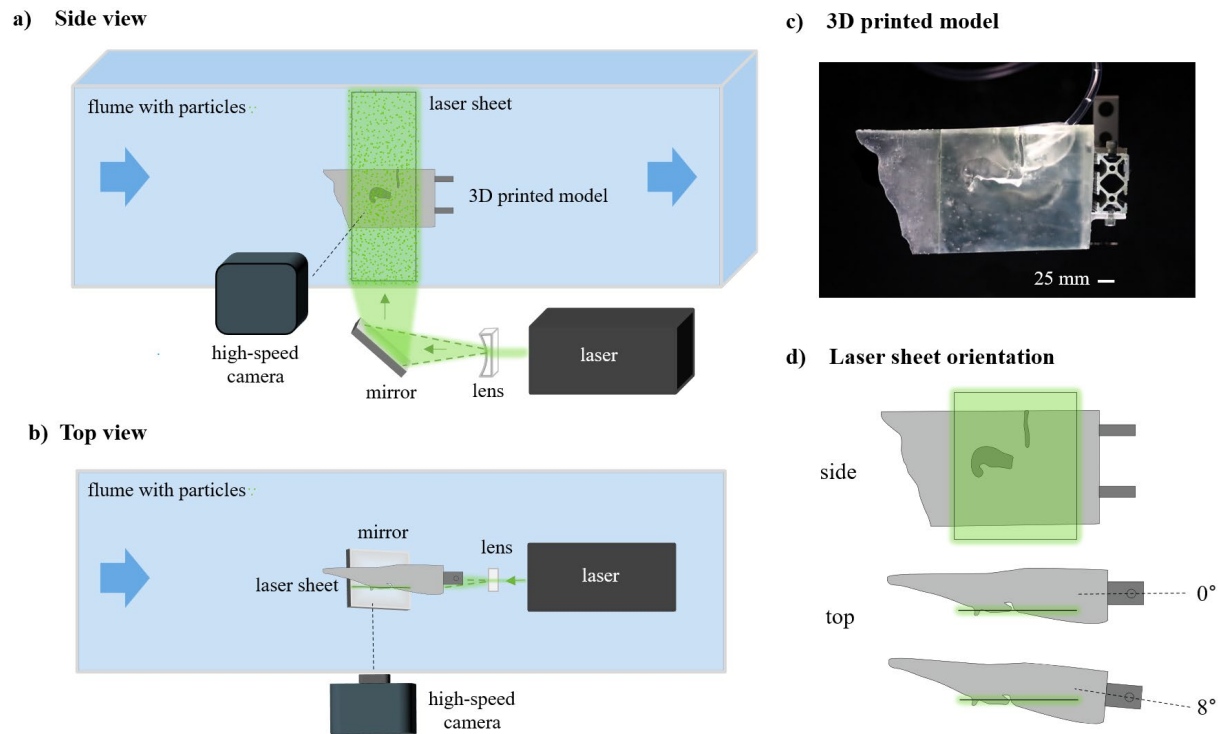 a) Side view
flume with particles
laser sheet
3D printed model
high-speed
camera
mirror
lens
laser
b) Top view
flume with particles
mirror
lens
laser sheet
laser
high-speed
camera
c) 3D printed model
25 mm
d) Laser sheet orientation
side
top
0°
8°